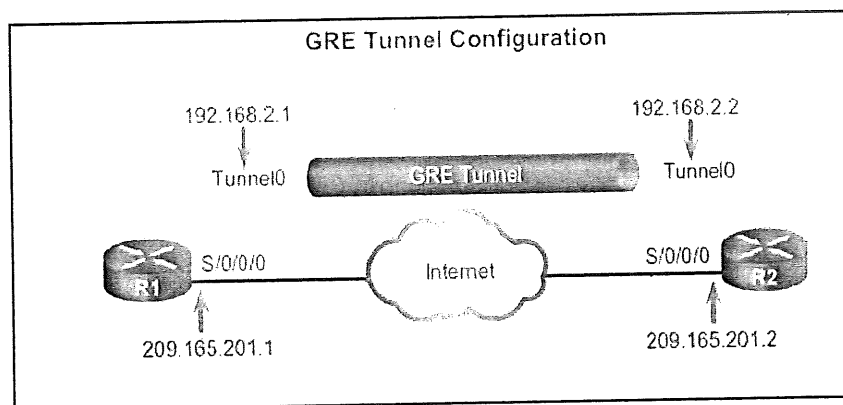 GRE Tunnel Configuration
192.168.2.1
192.168.2.2
Tunnel0
GRE Tunnel
Tunnel0
S/0/0/0
Internet
S/0/0/0
R1
R2
209.165.201.1
209.165.201.2